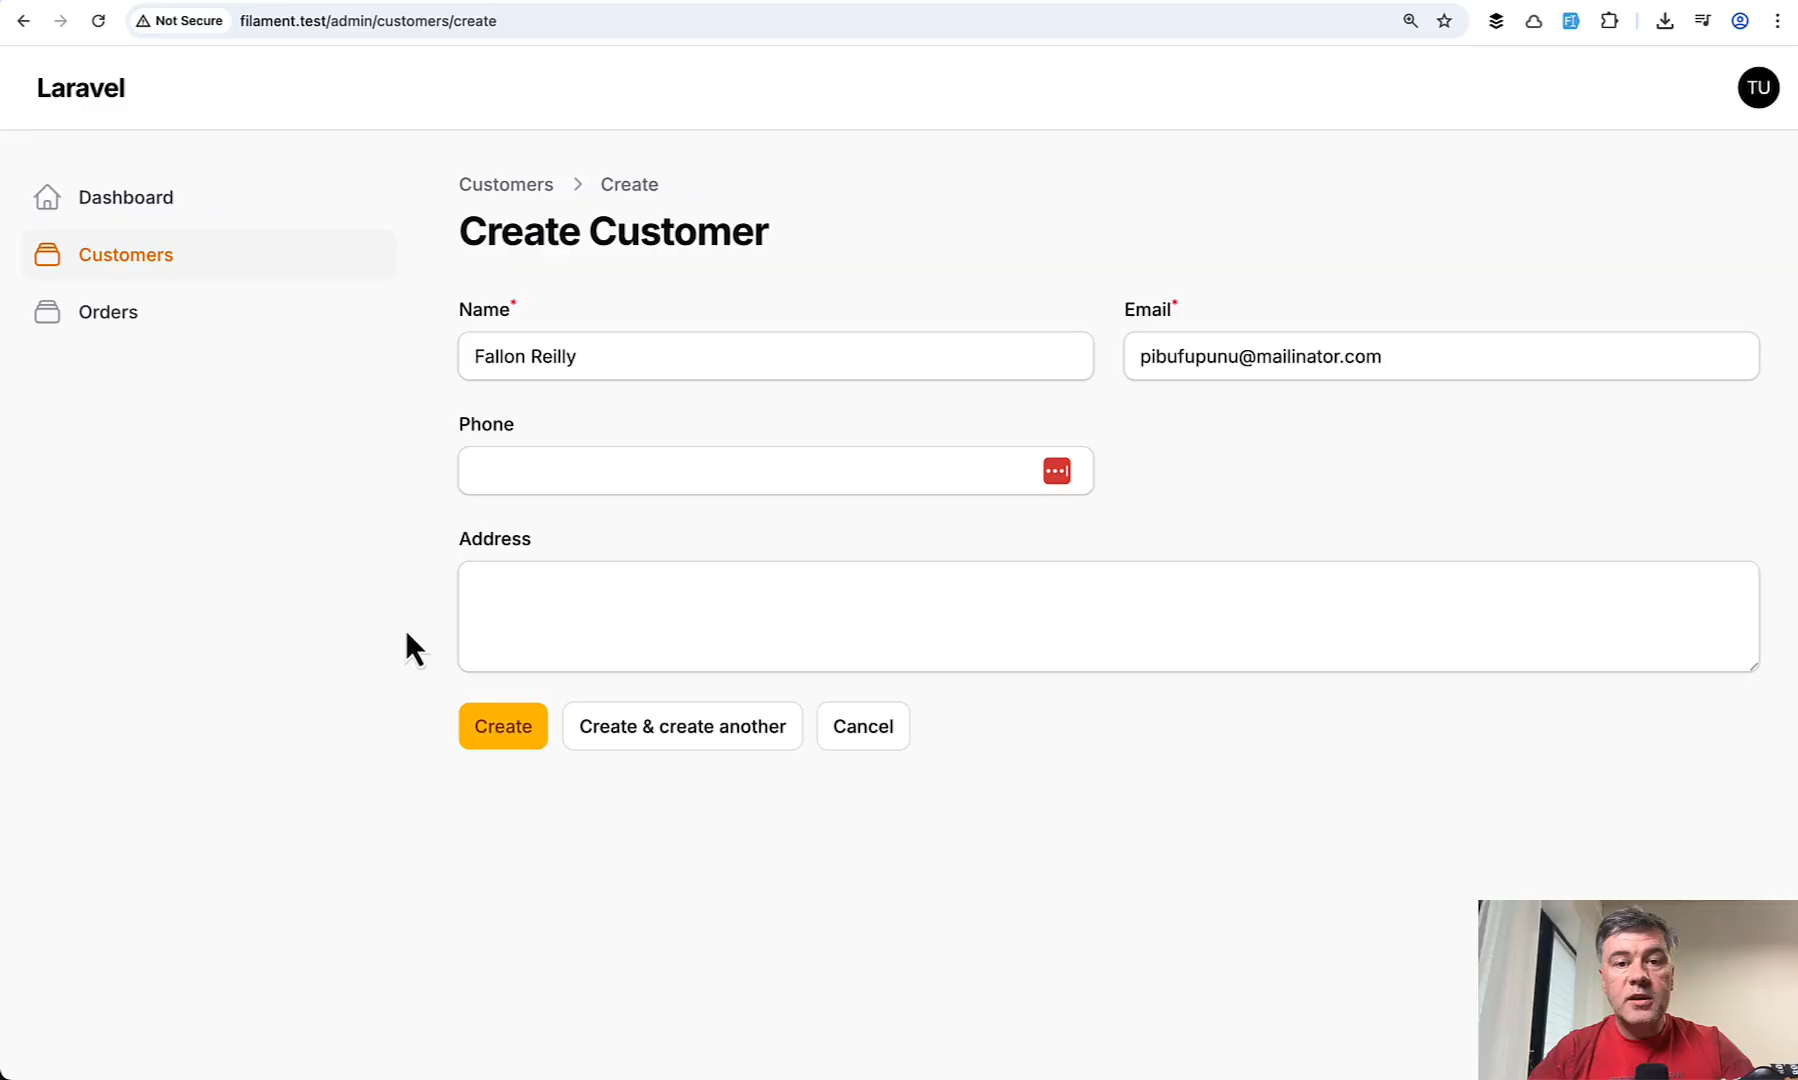 Not Secure filament.test/admin/customers/create
Laravel
TU
Dashboard
Customers
Orders
Customers > Create
Create Customer
Name*
Fallon Reilly
Email*
pibufupunu@mailinator.com
Phone
Address
Create
Create & create another
Cancel